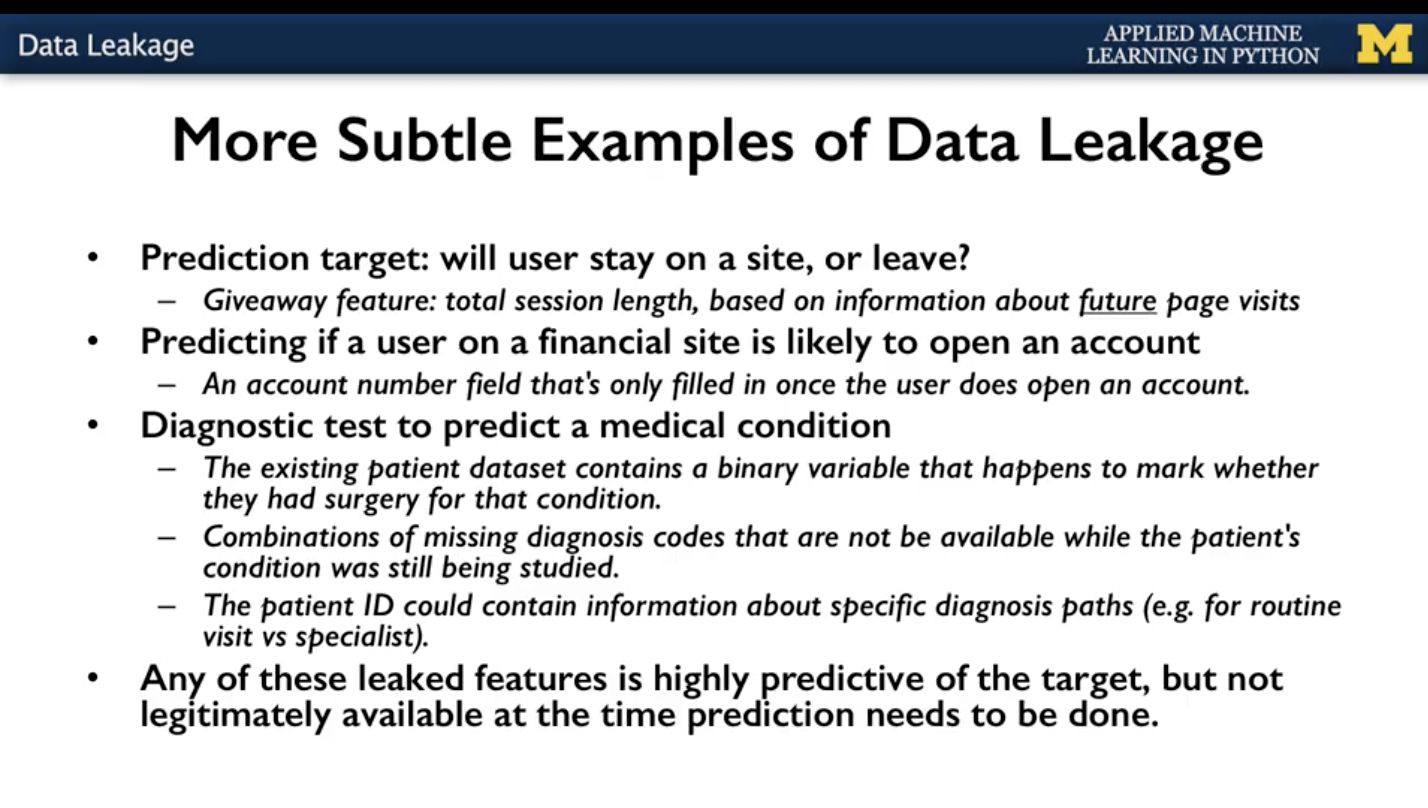 Data Leakage
APPLIED MACHINE
LEARNING IN PYTHON
M
More Subtle Examples of Data Leakage
• Prediction target: will user stay on a site, or leave?
– Giveaway feature: total session length, based on information about future page visits
• Predicting if a user on a financial site is likely to open an account
– An account number field that's only filled in once the user does open an account.
• Diagnostic test to predict a medical condition
– The existing patient dataset contains a binary variable that happens to mark whether
they had surgery for that condition.
– Combinations of missing diagnosis codes that are not be available while the patient's
condition was still being studied.
– The patient ID could contain information about specific diagnosis paths (e.g. for routine
visit vs specialist).
• Any of these leaked features is highly predictive of the target, but not
legitimately available at the time prediction needs to be done.